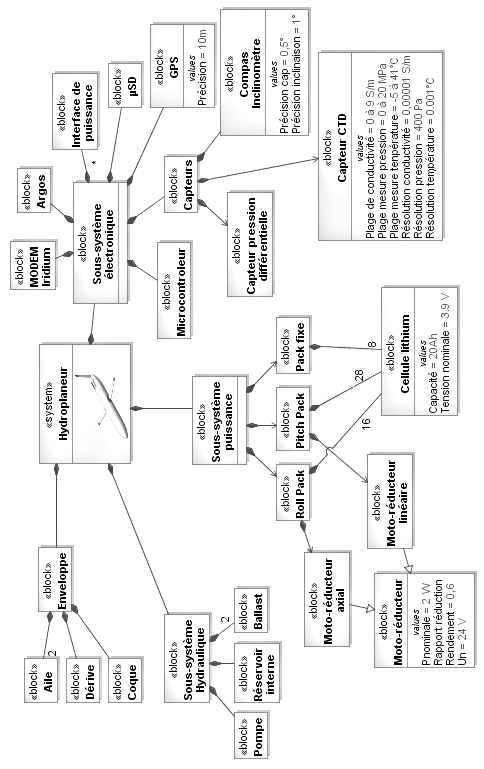 «system»
Hydroplaneur
«block»
Enveloppe
«block»
Aile
2
«block»
Dérive
«block»
Coque
«block»
Sous-système
Hydraulique
«block»
Pompe
«block»
Réservoir
interne
«block»
Ballast
2
«block»
Sous-système
puissance
«block»
Roll Pack
«block»
Pitch Pack
«block»
Pack fixe
16
28
8
«block»
Cellule lithium
values
Capacité = 20Ah
Tension nominale = 3.9 V
«block»
Moto-réducteur
axial
«block»
Moto-réducteur
linéaire
«block»
Moto-réducteur
values
Pnominale = 2 W
Rapport réduction
Rendement = 0,6
Un = 24 V
«block»
Sous-système
électronique
«block»
MODEM
Iridium
«block»
Argos
«block»
Interface de
puissance
*
«block»
µSD
«block»
GPS
values
Précision = 10m
«block»
Microcontroleur
«block»
Capteurs
«block»
Compas
Inclinomètre
values
Précision cap = 0,5°
Précision inclinaison = 1°
«block»
Capteur pression
différentielle
«block»
Capteur CTD
values
Plage de conductivité = 0 à 9 S/m
Plage mesure pression = 0 à 20 MPa
Plage mesure température = -5 à 41°C
Résolution conductivité = 0,00001 S/m
Résolution pression = 400 Pa
Résolution température = 0.001°C